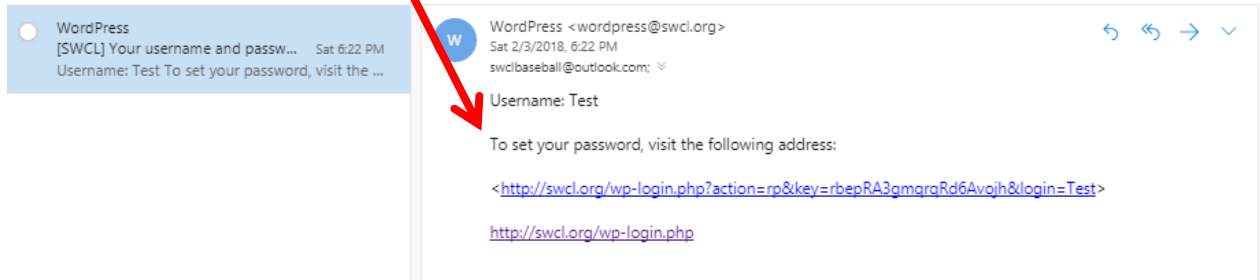 WordPress
[SWCL] Your username and passw... Sat 6:22 PM
Username: Test To set your password, visit the ...
W
WordPress <wordpress@swcl.org>
Sat 2/3/2018, 6:22 PM
swclbaseball@outlook.com;
Username: Test
To set your password, visit the following address:
<http://swcl.org/wp-login.php?action=rp&key=rbepRA3gmqrqRd6Avojh&login=Test>
http://swcl.org/wp-login.php